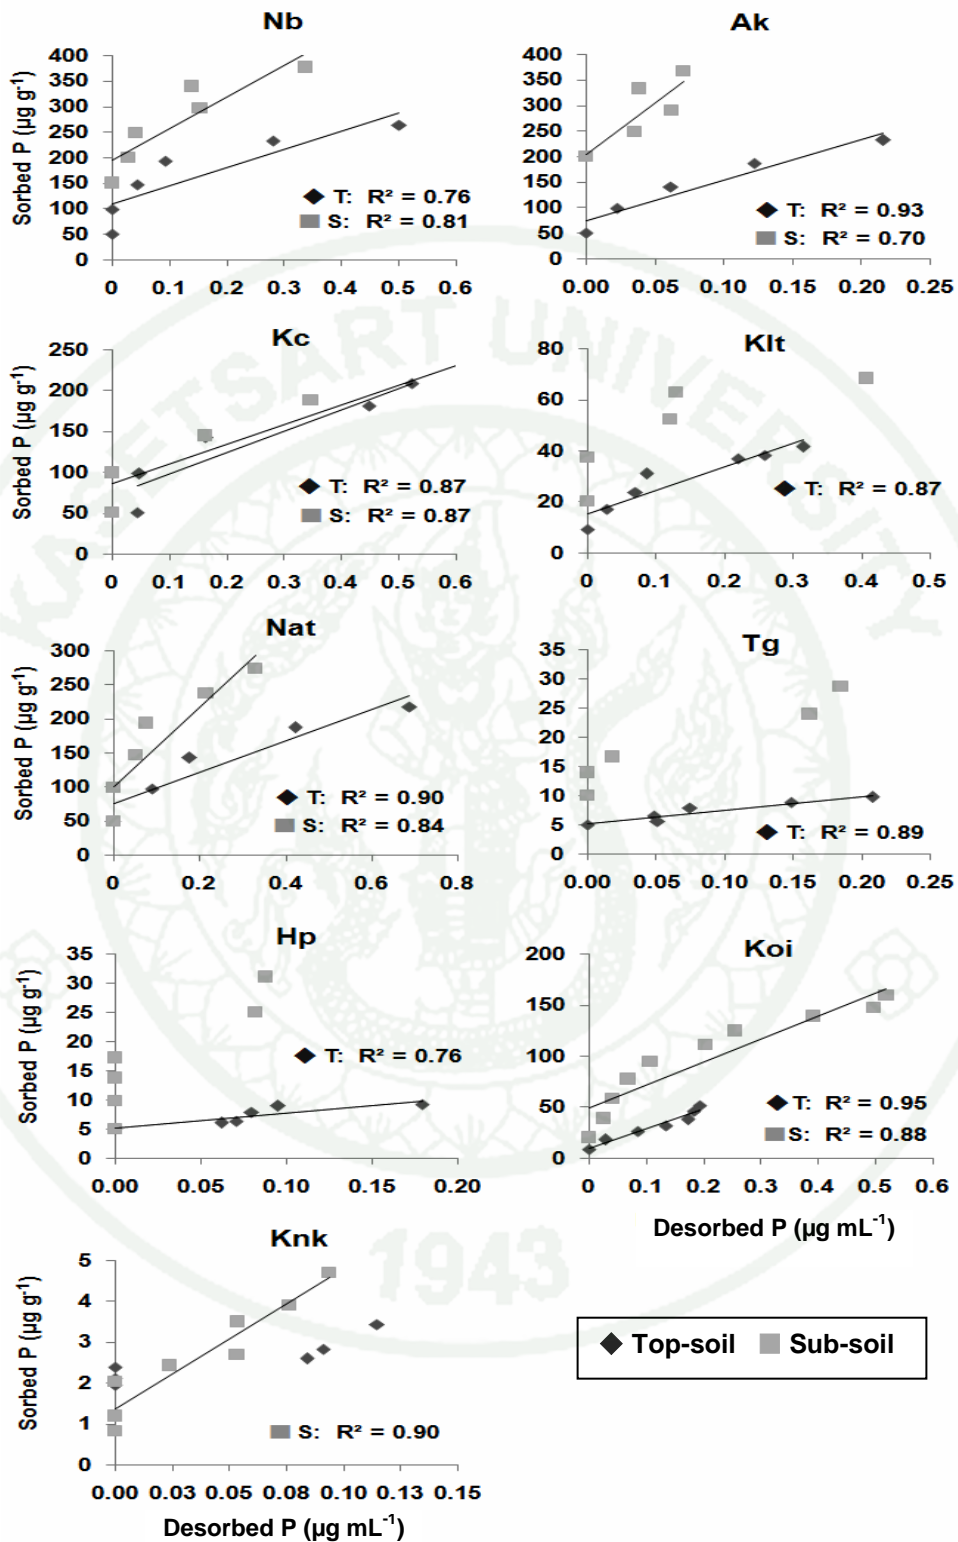 Nb
Sorbed P (µg g-1)
400
350
300
250
200
150
100
50
0
0 0.1 0.2 0.3 0.4 0.5 0.6
T: R² = 0.76
S: R² = 0.81
Ak
400
350
300
250
200
150
100
50
0
0.00 0.05 0.10 0.15 0.20 0.25
T: R² = 0.93
S: R² = 0.70
Kc
Sorbed P (µg g-1)
250
200
150
100
50
0
0 0.1 0.2 0.3 0.4 0.5 0.6
T: R² = 0.87
S: R² = 0.87
Klt
80
60
40
20
0
0 0.1 0.2 0.3 0.4 0.5
T: R² = 0.87
Nat
Sorbed P (µg g-1)
300
250
200
150
100
50
0
0 0.2 0.4 0.6 0.8
T: R² = 0.90
S: R² = 0.84
Tg
35
30
25
20
15
10
5
0
0.00 0.05 0.10 0.15 0.20 0.25
T: R² = 0.89
Hp
Sorbed P (µg g-1)
35
30
25
20
15
10
5
0
0.00 0.05 0.10 0.15 0.20
T: R² = 0.76
Koi
200
150
100
50
0
0 0.1 0.2 0.3 0.4 0.5 0.6
T: R² = 0.95
S: R² = 0.88
Desorbed P (µg mL-1)
Knk
Sorbed P (µg g-1)
5
4
3
2
1
0
0.00 0.03 0.05 0.08 0.10 0.13 0.15
S: R² = 0.90
Desorbed P (µg mL-1)
Top-soil Sub-soil
KASETSART UNIVERSITY
1943